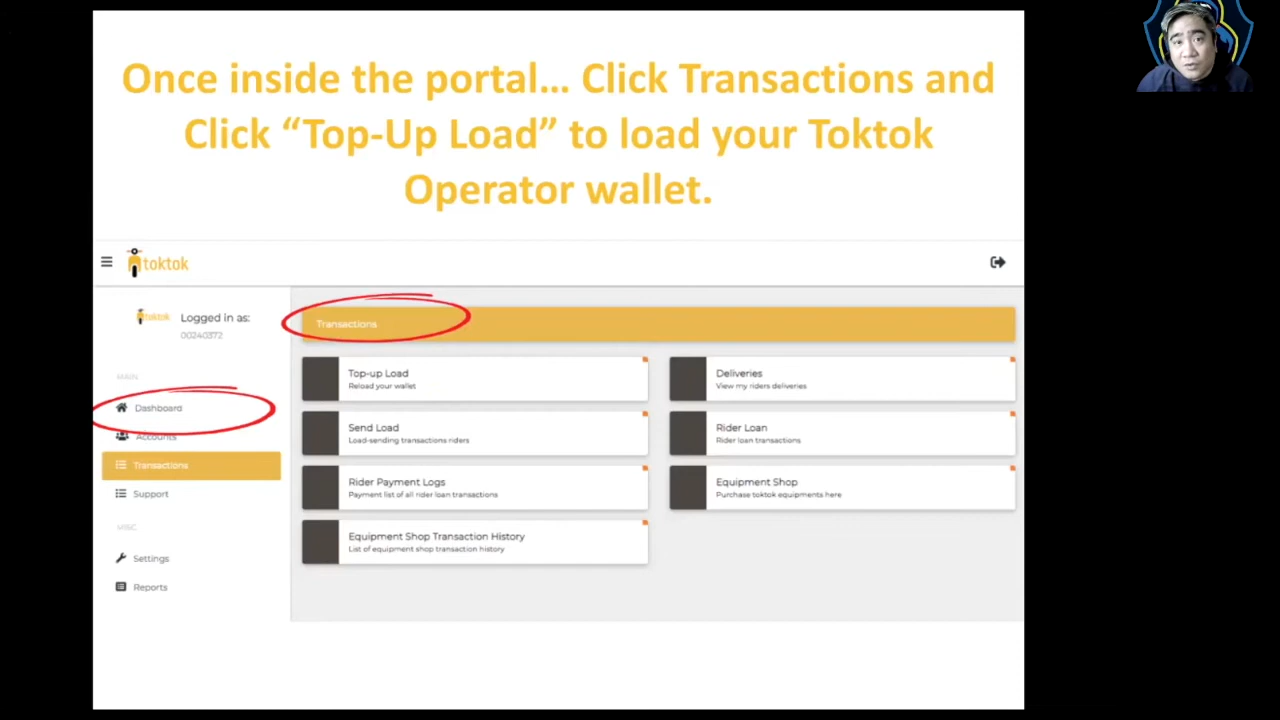 Once inside the portal... Click Transactions and
Click “Top-Up Load” to load your Toktok
Operator wallet.
toktok
toktok
Logged in as:
00240372
MAIN
Dashboard
Accounts
Transactions
Support
MISC
Settings
Reports
Transactions
Top-up Load
Reload your wallet
Deliveries
View my riders deliveries
Send Load
Load-sending transactions riders
Rider Loan
Rider loan transactions
Rider Payment Logs
Payment list of all rider loan transactions
Equipment Shop
Purchase toktok equipments here
Equipment Shop Transaction History
List of equipment shop transaction history